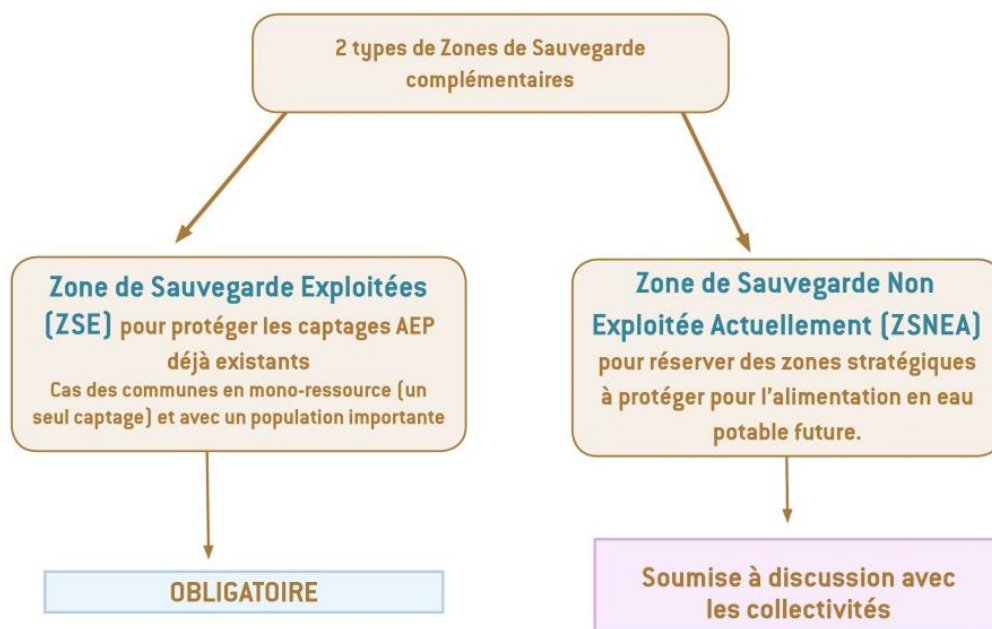 2 types de Zones de Sauvegarde
complémentaires
Zone de Sauvegarde Exploitées
(ZSE) pour protéger les captages AEP
déjà existants
Cas des communes en mono-ressource (un
seul captage) et avec un population importante
Zone de Sauvegarde Non
Exploitée Actuellement (ZSNEA)
pour réserver des zones stratégiques
à protéger pour l'alimentation en eau
potable future.
OBLIGATOIRE
Soumise à discussion avec
les collectivités